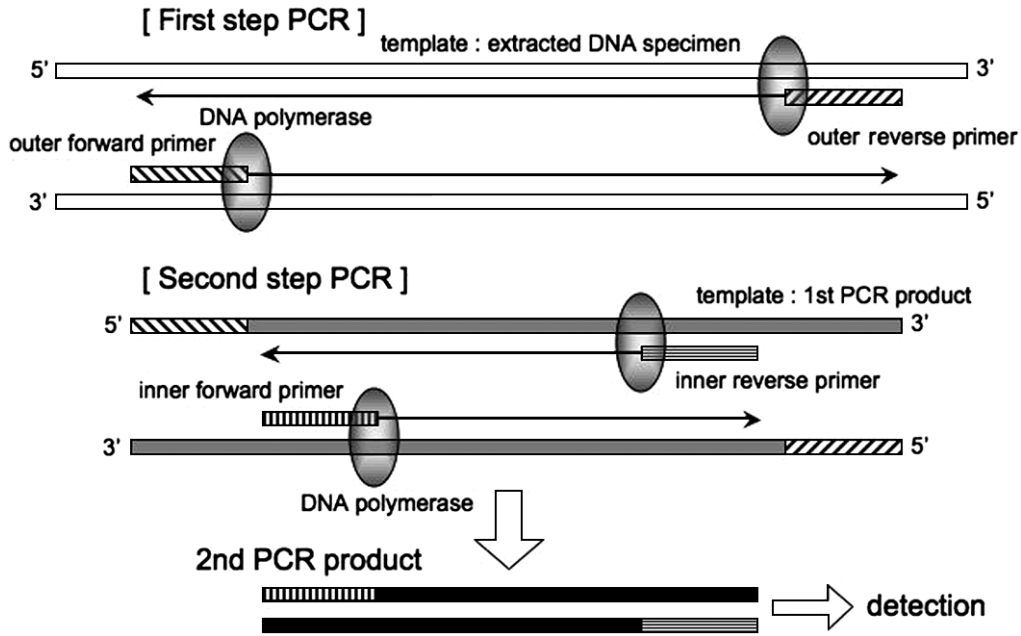 [ First step PCR ]
template : extracted DNA specimen
5’
3’
DNA polymerase
outer forward primer
outer reverse primer
3’
5’
[ Second step PCR ]
template : 1st PCR product
5’
3’
inner forward primer
inner reverse primer
3’
5’
DNA polymerase
2nd PCR product
detection